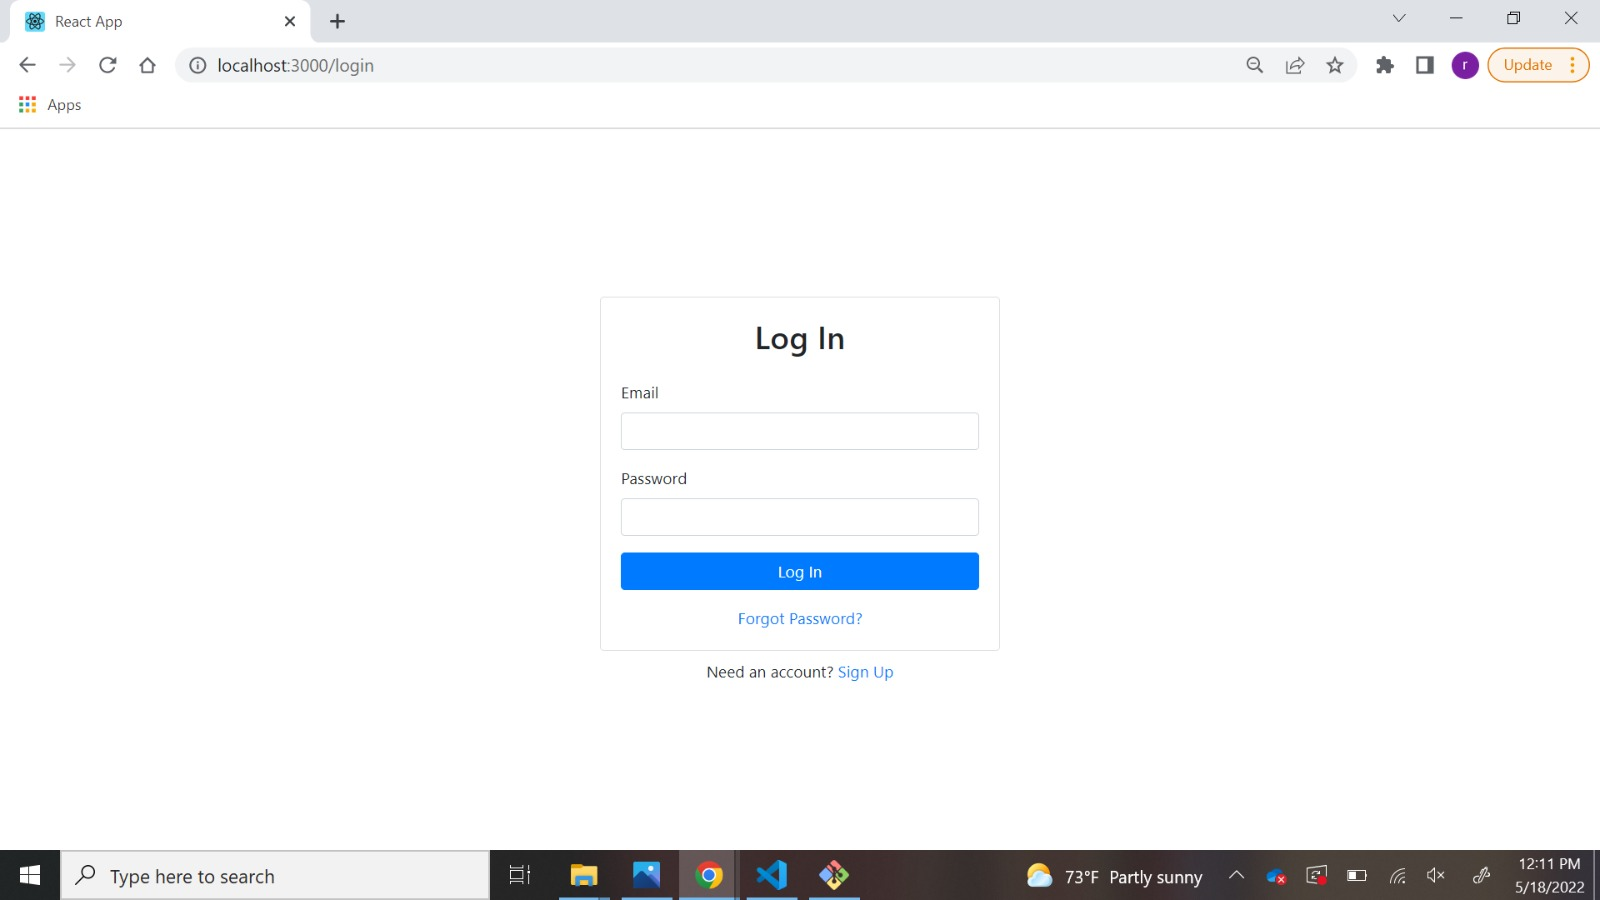 React App
localhost:3000/login
r
Update
Apps
Log In
Email
Password
Log In
Forgot Password?
Need an account? Sign Up
Type here to search
73°F Partly sunny
12:11 PM
5/18/2022